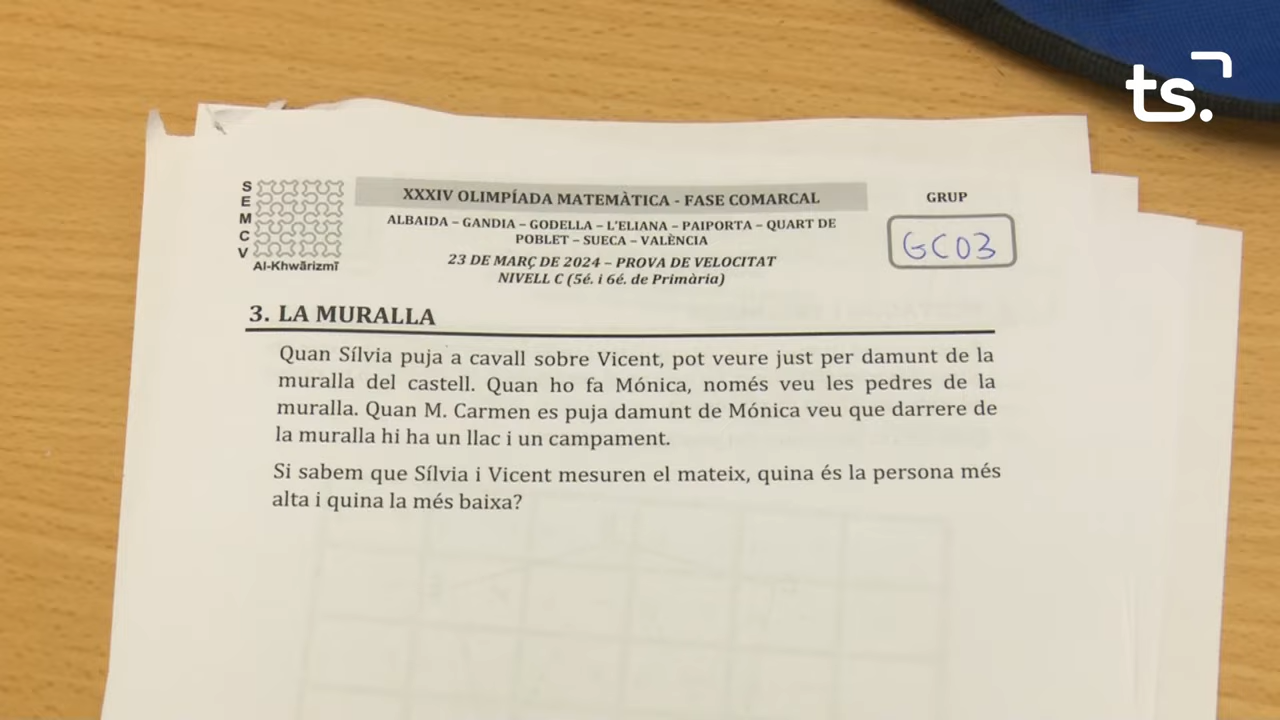 ts.
S
E
M
C
V
Al-Khwārizmī
XXXIV OLIMPÍADA MATEMÀTICA - FASE COMARCAL
ALBAIDA – GANDIA – GODELLA – L'ELIANA – PAIPORTA – QUART DE
POBLET – SUECA – VALÈNCIA
23 DE MARÇ DE 2024 – PROVA DE VELOCITAT
NIVELL C (5é. i 6é. de Primària)
GRUP
GC03
3. LA MURALLA
Quan Sílvia puja a cavall sobre Vicent, pot veure just per damunt de la
muralla del castell. Quan ho fa Mónica, només veu les pedres de la
muralla. Quan M. Carmen es puja damunt de Mónica veu que darrere de
la muralla hi ha un llac i un campament.
Si sabem que Sílvia i Vicent mesuren el mateix, quina és la persona més
alta i quina la més baixa?